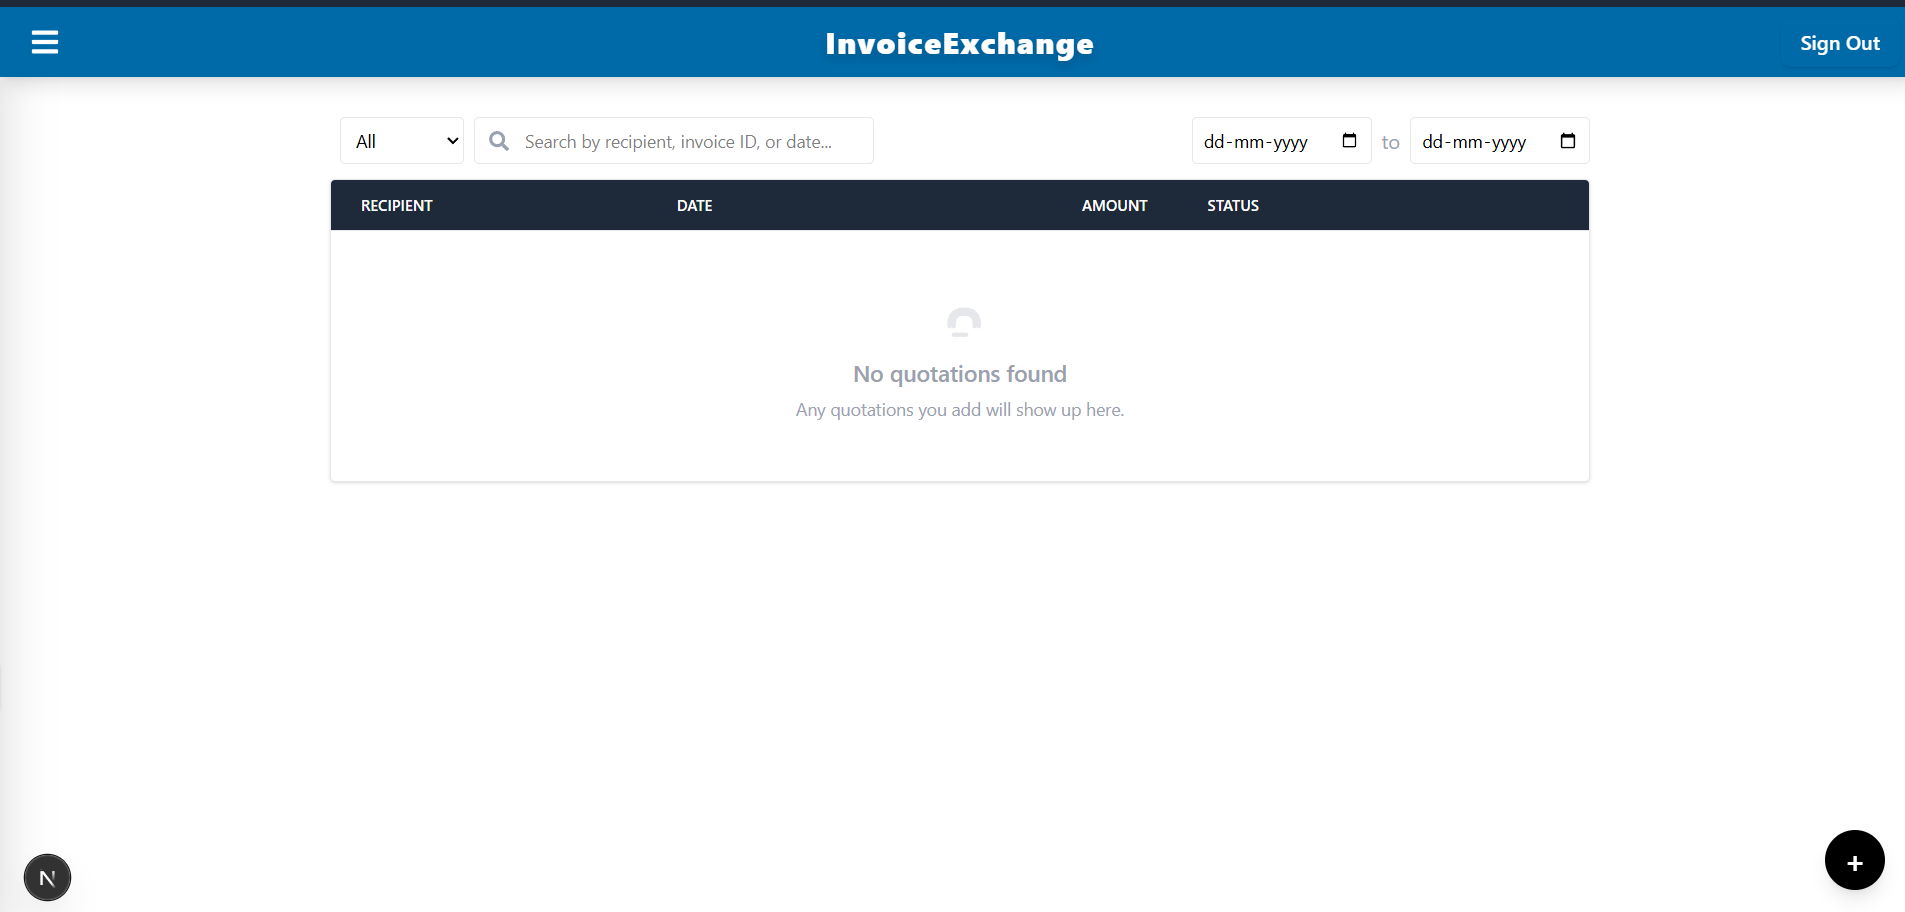 InvoiceExchange
Sign Out
All
Search by recipient, invoice ID, or date...
dd-mm-yyyy to dd-mm-yyyy
RECIPIENT DATE AMOUNT STATUS
No quotations found
Any quotations you add will show up here.
N
+